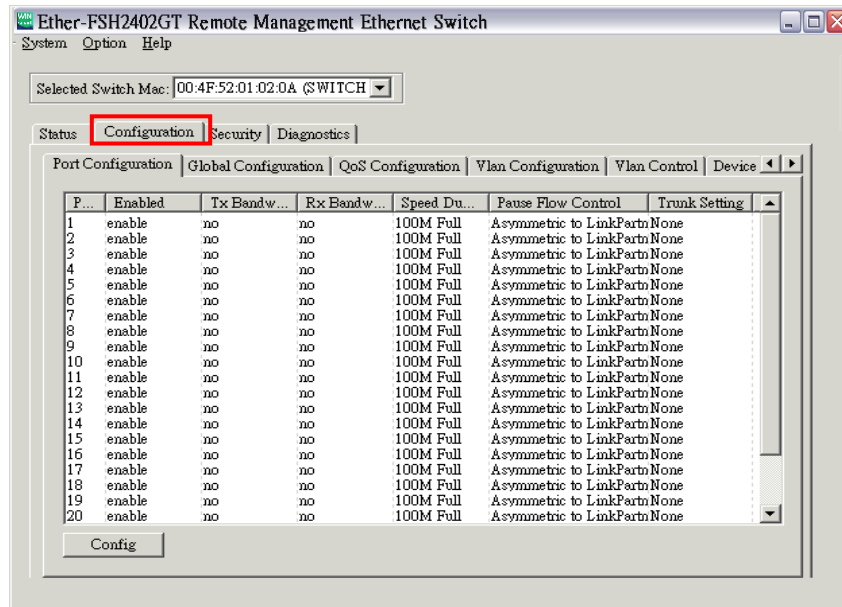 Ether-FSH2402GT Remote Management Ethernet Switch
System Option Help
Selected Switch Mac: 00:4F:52:01:02:0A (SWITCH
Status Configuration Security Diagnostics
Port Configuration Global Configuration QoS Configuration Vlan Configuration Vlan Control Device
P... Enabled Tx Bandw... Rx Bandw... Speed Du... Pause Flow Control Trunk Setting
1 enable no no 100M Full Asymmetric to LinkPartn None
2 enable no no 100M Full Asymmetric to LinkPartn None
3 enable no no 100M Full Asymmetric to LinkPartn None
4 enable no no 100M Full Asymmetric to LinkPartn None
5 enable no no 100M Full Asymmetric to LinkPartn None
6 enable no no 100M Full Asymmetric to LinkPartn None
7 enable no no 100M Full Asymmetric to LinkPartn None
8 enable no no 100M Full Asymmetric to LinkPartn None
9 enable no no 100M Full Asymmetric to LinkPartn None
10 enable no no 100M Full Asymmetric to LinkPartn None
11 enable no no 100M Full Asymmetric to LinkPartn None
12 enable no no 100M Full Asymmetric to LinkPartn None
13 enable no no 100M Full Asymmetric to LinkPartn None
14 enable no no 100M Full Asymmetric to LinkPartn None
15 enable no no 100M Full Asymmetric to LinkPartn None
16 enable no no 100M Full Asymmetric to LinkPartn None
17 enable no no 100M Full Asymmetric to LinkPartn None
18 enable no no 100M Full Asymmetric to LinkPartn None
19 enable no no 100M Full Asymmetric to LinkPartn None
20 enable no no 100M Full Asymmetric to LinkPartn None
Config